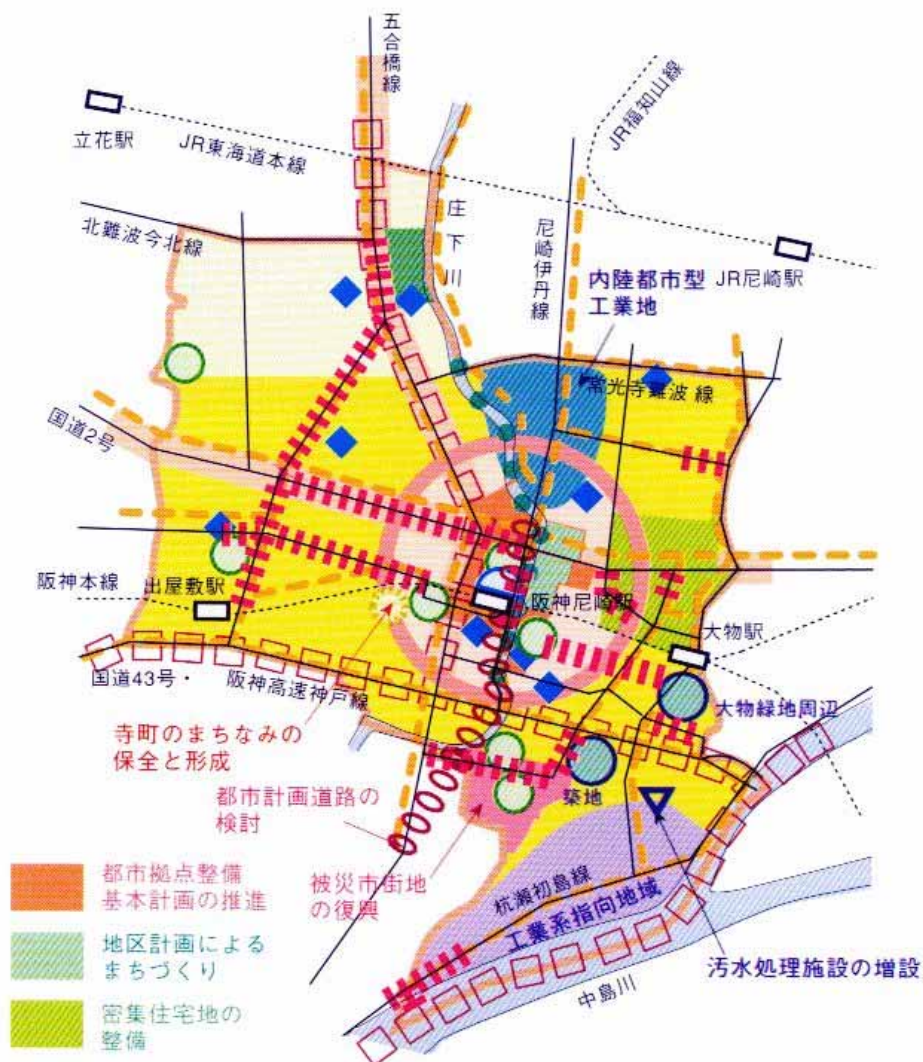 五合橋線
立花駅
JR東海道本線
JR福知山線
北難波今北線
庄下川
尼崎伊丹線
内陸都市型
工業地
JR尼崎駅
常光寺難波線
国道2号
阪神本線
出屋敷駅
阪神尼崎駅
大物駅
国道43号・
阪神高速神戸線
大物緑地周辺
寺町のまちなみの
保全と形成
築地
都市計画道路の
検討
被災市街地
の復興
杭瀬初島線
工業系指向地域
汚水処理施設の増設
中島川
都市拠点整備
基本計画の推進
地区計画による
まちづくり
密集住宅地の
整備